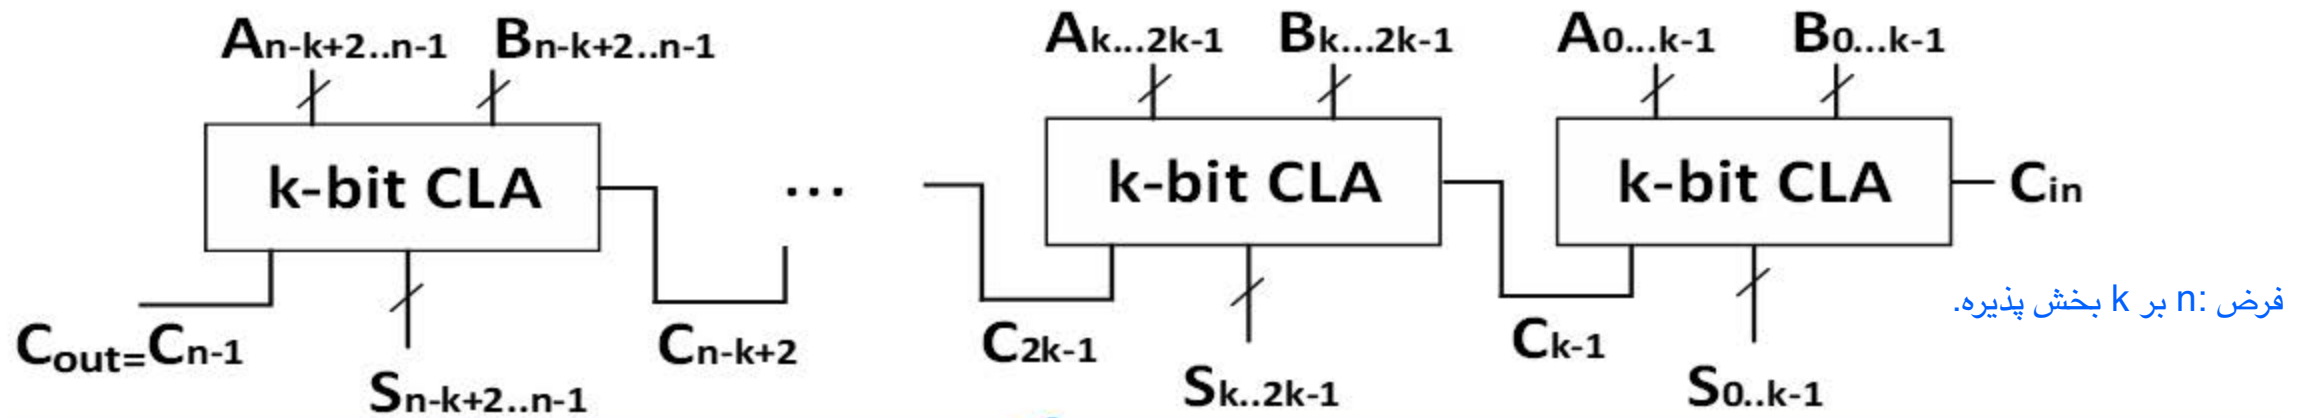 An-k+2..n-1 Bn-k+2..n-1 Ak...2k-1 Bk...2k-1 A0...k-1 B0...k-1
k-bit CLA ... k-bit CLA k-bit CLA Cin
فرض :n بر k بخش پذیره.
Cout=Cn-1 Cn-k+2 C2k-1 Ck-1
Sn-k+2..n-1 Sk..2k-1 S0..k-1